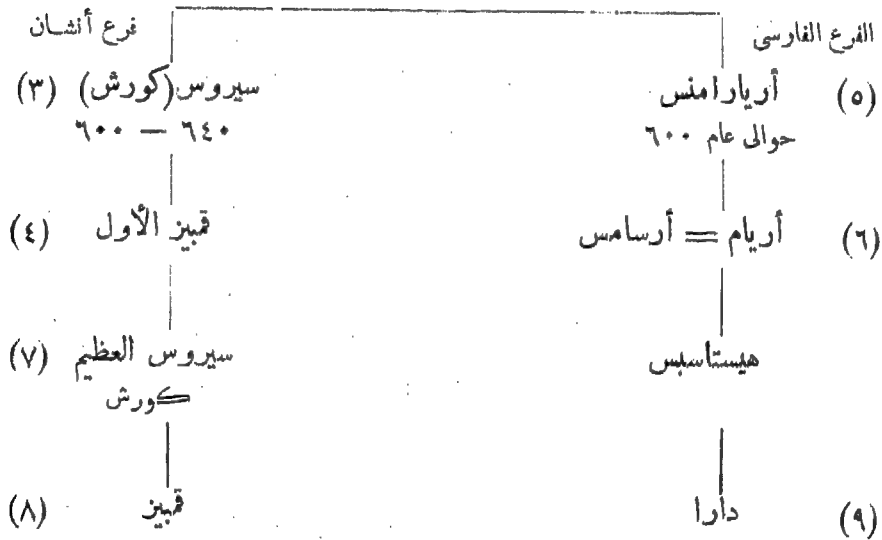 الفرع الفارسى
فرع أنشان
(٥) أريارامنس
حوالى عام ٦٠٠
سيروس (كورش) (٣)
٦٤٠ — ٦٠٠
(٦) أريام = أرسامس
قمبيز الأول (٤)
هيستاسبس
سيروس العظيم (٧)
كورش
(٩) دارا
قمبيز (٨)